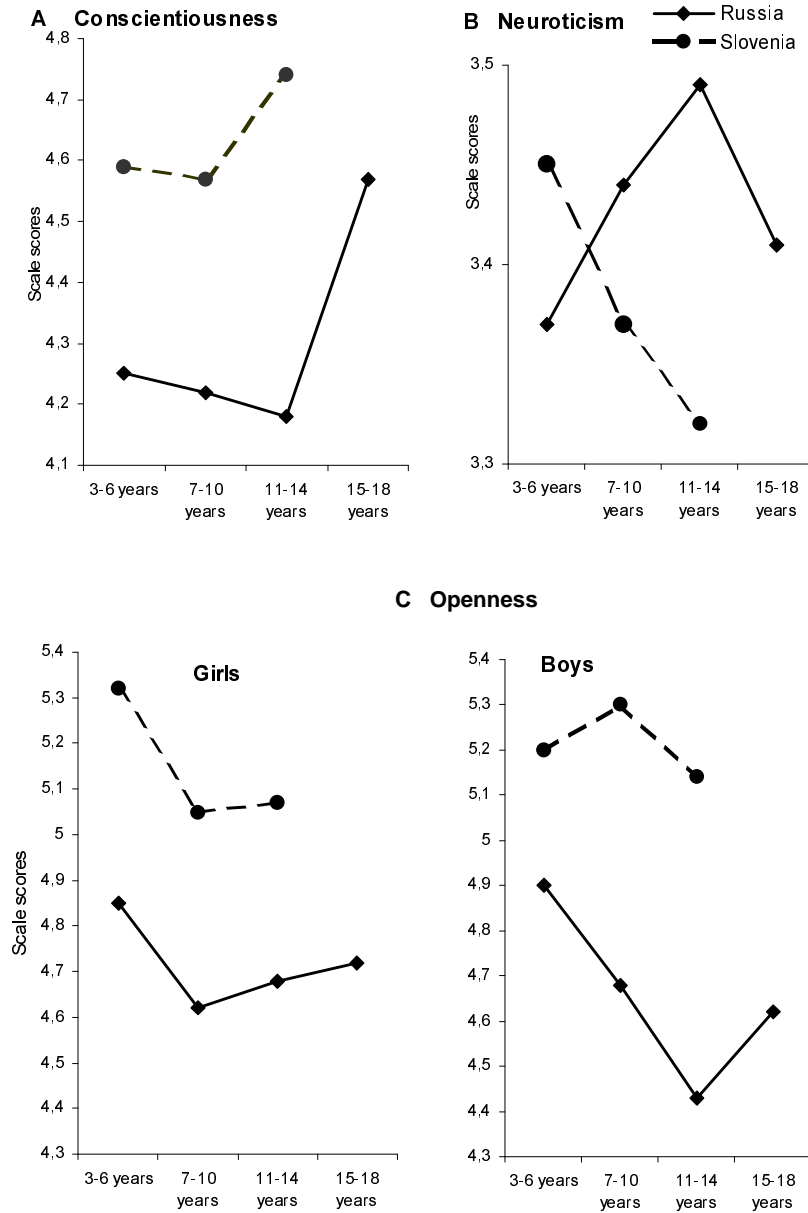 A Conscientiousness
4,8
4,7
4,6
4,5
4,4
4,3
4,2
4,1
Scale scores
3-6 years
7-10 years
11-14 years
15-18 years
B Neuroticism
Russia
Slovenia
3,5
3,4
3,3
Scale scores
3-6 years
7-10 years
11-14 years
15-18 years
C Openness
Girls
5,4
5,3
5,2
5,1
5
4,9
4,8
4,7
4,6
4,5
4,4
4,3
Scale scores
3-6 years
7-10 years
11-14 years
15-18 years
Boys
5,4
5,3
5,2
5,1
5
4,9
4,8
4,7
4,6
4,5
4,4
4,3
3-6 years
7-10 years
11-14 years
15-18 years